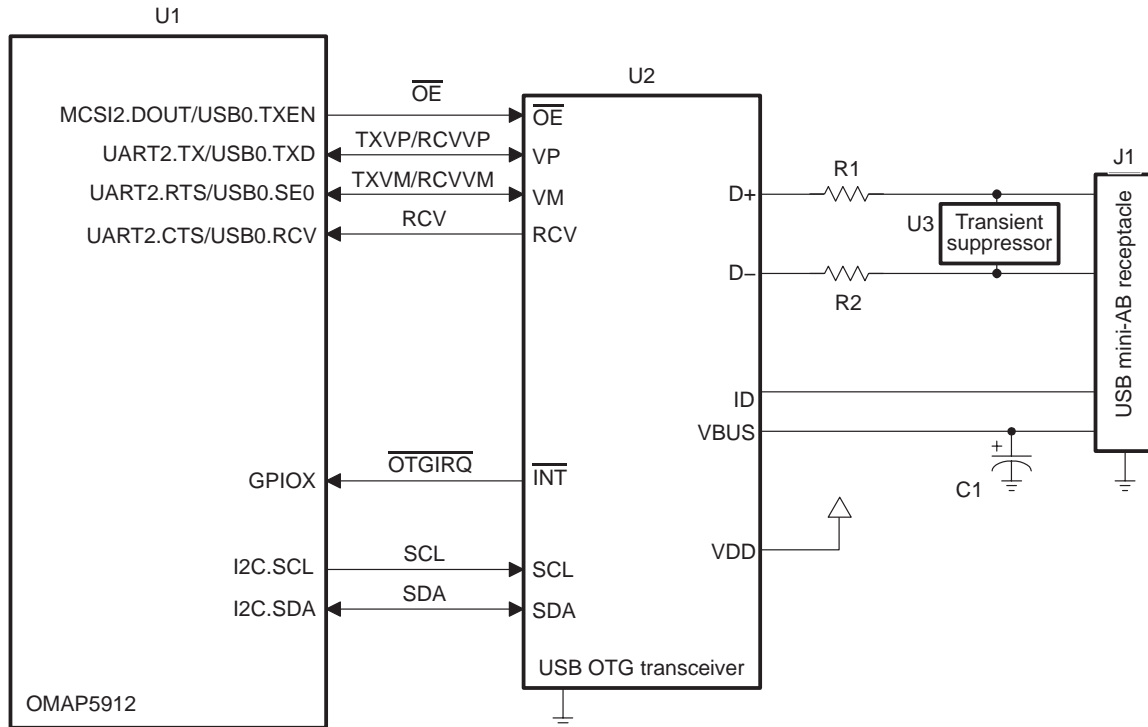 U1
U2
J1
MCSI2.DOUT/USB0.TXEN
OE
OE
UART2.TX/USB0.TXD
TXVP/RCVVP
VP
UART2.RTS/USB0.SE0
TXVM/RCVVM
VM
UART2.CTS/USB0.RCV
RCV
RCV
D+
R1
U3
Transient
suppressor
D−
R2
USB mini-AB receptacle
ID
VBUS
+
C1
GPIOX
OTGIRQ
INT
VDD
I2C.SCL
SCL
SCL
I2C.SDA
SDA
SDA
USB OTG transceiver
OMAP5912